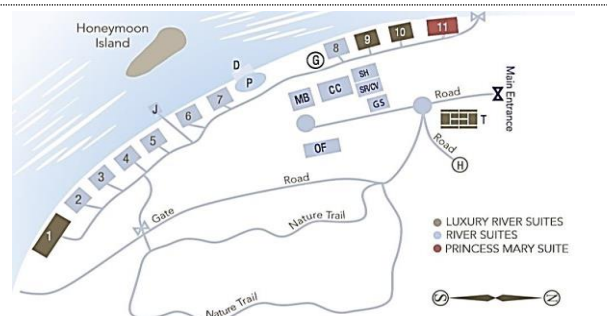 Honeymoon
Island
D
P
J
G
1
2
3
4
5
6
7
8
9
10
11
MB
CC
SH
SR/CV
GS
OF
Road
Main Entrance
T
Road
H
Road
Gate
Nature Trail
Nature Trail
LUXURY RIVER SUITES
RIVER SUITES
PRINCESS MARY SUITE
S
N